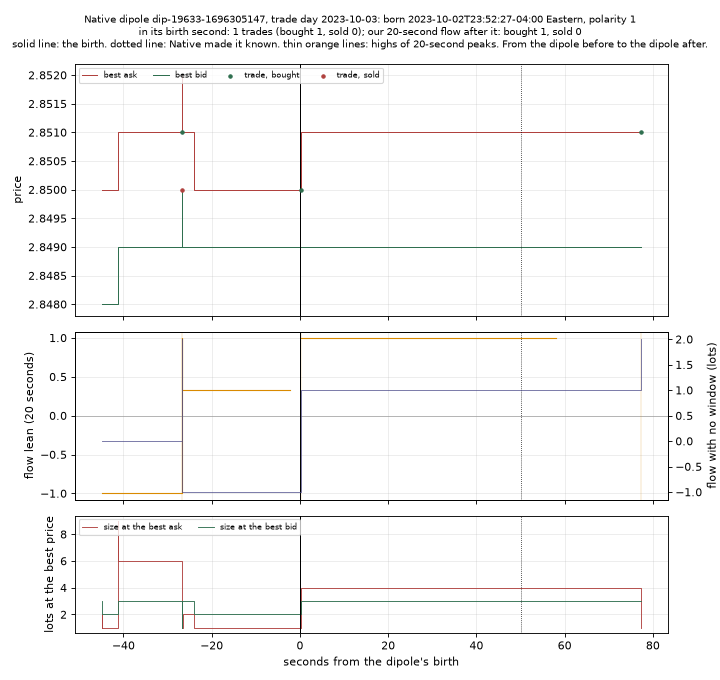 Native dipole dip-19633-1696305147, trade day 2023-10-03: born 2023-10-02T23:52:27-04:00 Eastern, polarity 1
in its birth second: 1 trades (bought 1, sold 0); our 20-second flow after it: bought 1, sold 0
solid line: the birth. dotted line: Native made it known. thin orange lines: highs of 20-second peaks. From the dipole before to the dipole after.
best ask best bid trade, bought trade, sold
2.8520
2.8515
2.8510
2.8505
2.8500
2.8495
2.8490
2.8485
2.8480
price
1.0
0.5
0.0
−0.5
−1.0
flow lean (20 seconds)
2.0
1.5
1.0
0.5
0.0
−0.5
−1.0
flow with no window (lots)
size at the best ask size at the best bid
8
6
4
2
lots at the best price
−40 −20 0 20 40 60 80
seconds from the dipole's birth